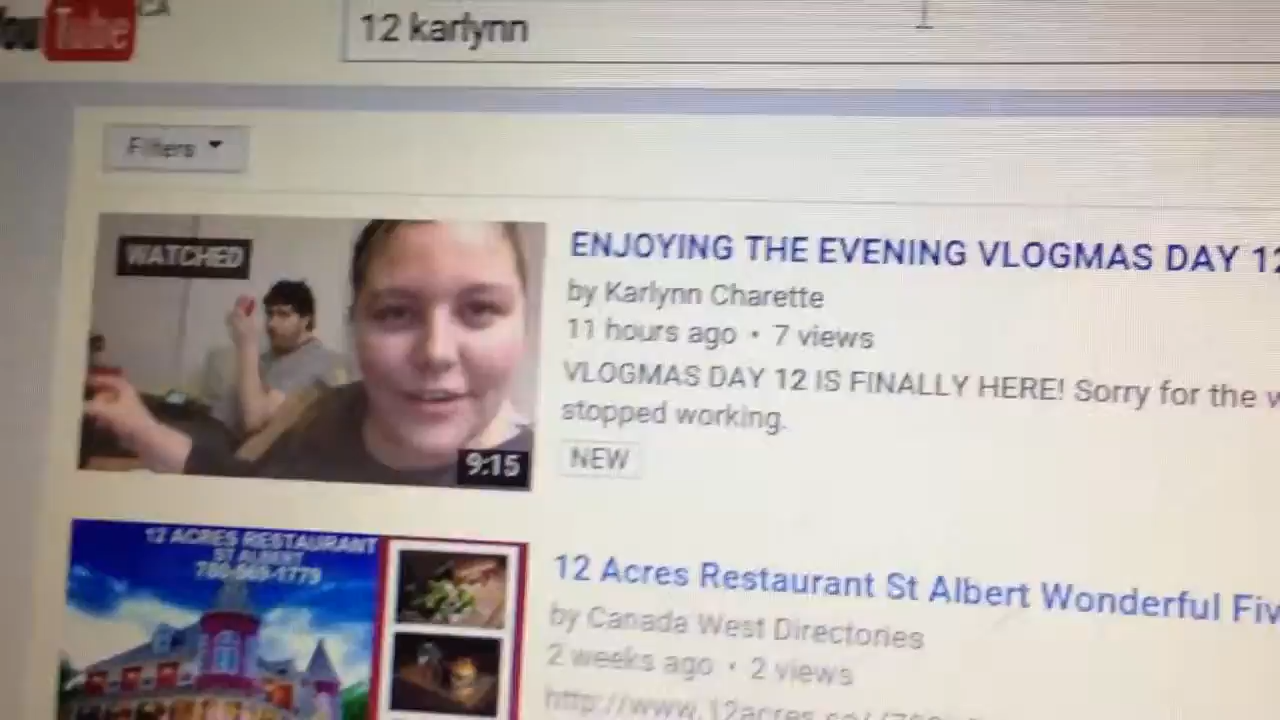 You Tube CA
12 karlynn
Filters
WATCHED
9:15
ENJOYING THE EVENING VLOGMAS DAY 12
by Karlynn Charette
11 hours ago • 7 views
VLOGMAS DAY 12 IS FINALLY HERE! Sorry for the w
stopped working.
NEW
12 ACRES RESTAURANT
ST ALBERT
12 Acres Restaurant St Albert Wonderful Fiv
by Canada West Directories
2 weeks ago • 2 views